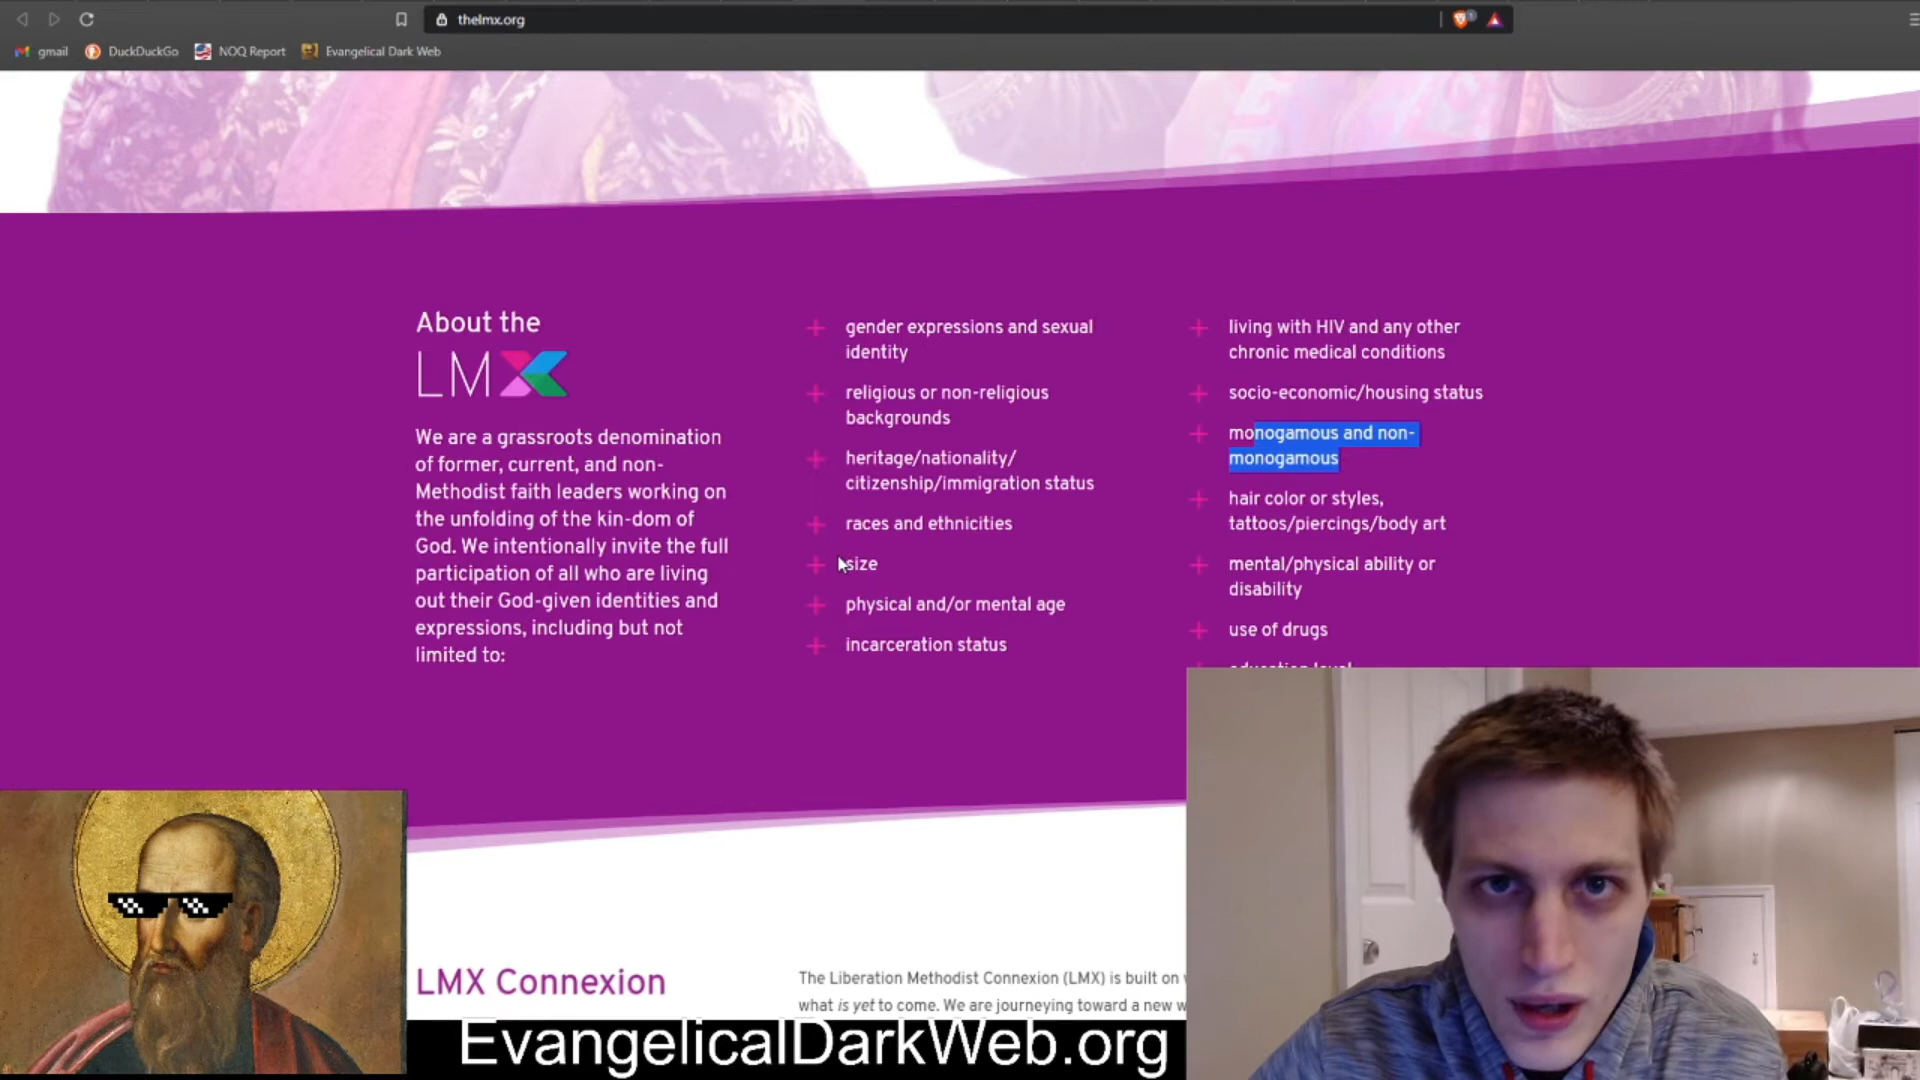 thelmx.org
gmail
DuckDuckGo
NOQ Report
Evangelical Dark Web
About the
LMX
We are a grassroots denomination
of former, current, and non-
Methodist faith leaders working on
the unfolding of the kin-dom of
God. We intentionally invite the full
participation of all who are living
out their God-given identities and
expressions, including but not
limited to:
gender expressions and sexual
identity
religious or non-religious
backgrounds
heritage/nationality/
citizenship/immigration status
races and ethnicities
size
physical and/or mental age
incarceration status
living with HIV and any other
chronic medical conditions
socio-economic/housing status
monogamous and non-
monogamous
hair color or styles,
tattoos/piercings/body art
mental/physical ability or
disability
use of drugs
education level
LMX Connexion
The Liberation Methodist Connexion (LMX) is built on
what is yet to come. We are journeying toward a new
EvangelicalDarkWeb.org